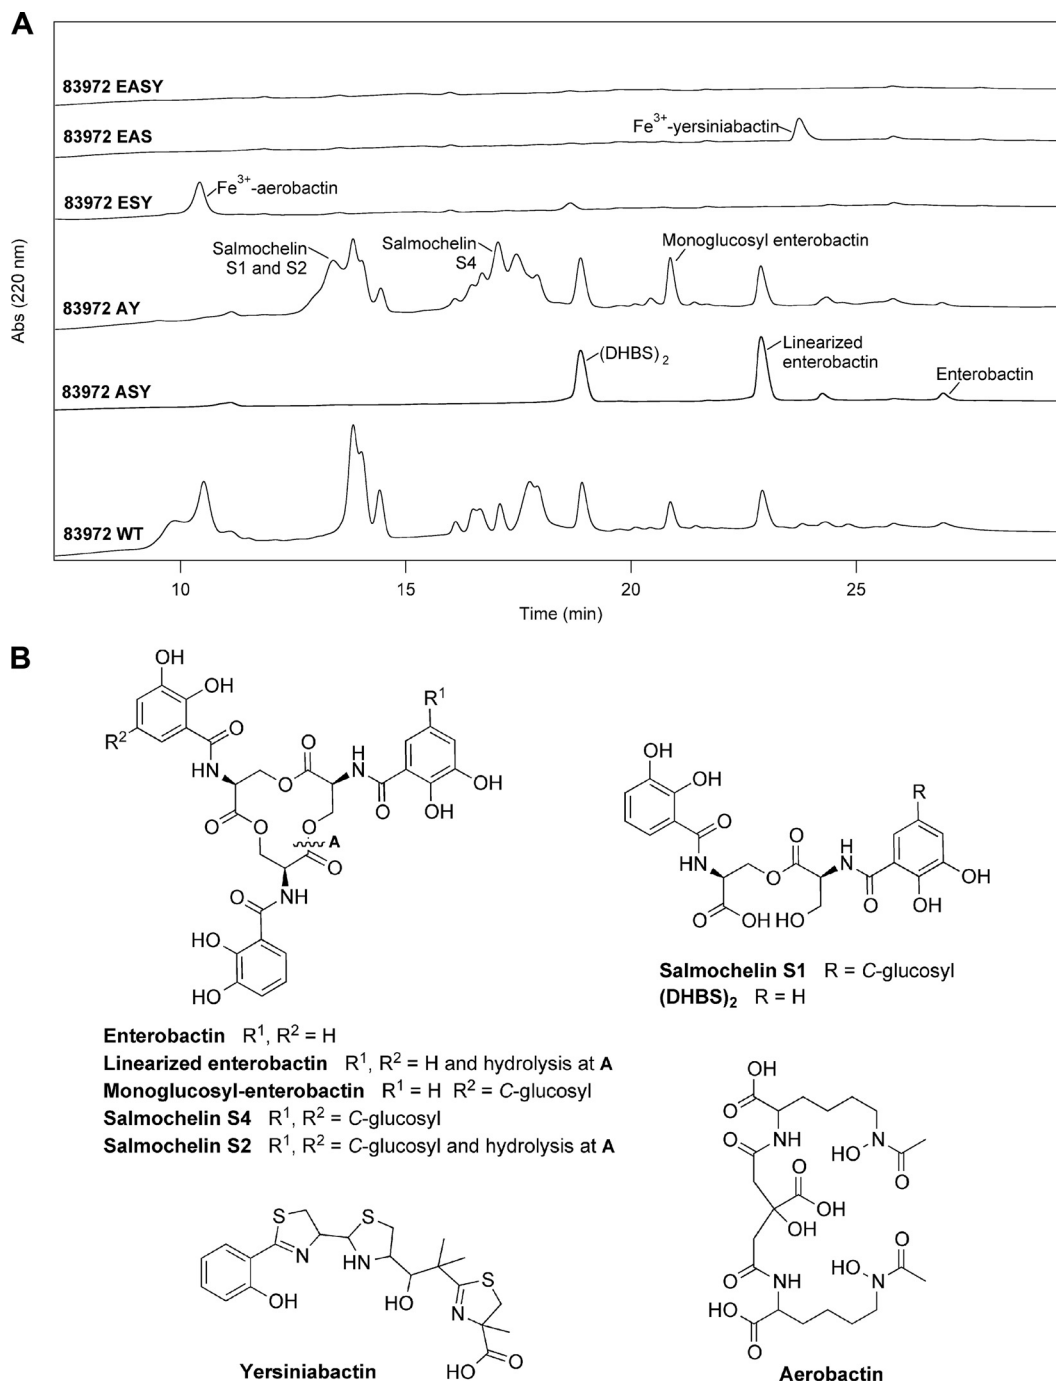 A
83972 EASY
83972 EAS
Fe3+-yersiniabactin
83972 ESY
Fe3+-aerobactin
Salmochelin
S1 and S2
Salmochelin
S4
Monoglucosyl enterobactin
83972 AY
(DHBS)2
Linearized
enterobactin
Enterobactin
83972 ASY
83972 WT
Abs (220 nm)
10 15 20 25
Time (min)
B
OH
OH
R2
O
HN
O
O
O
O
O
O
A
O
H
N
O
R1
OH
OH
NH
O
HO
HO
OH
OH
O
HN
O
OH
O
O
HO
H
N
O
R
OH
OH
Salmochelin S1 R = C-glucosyl
(DHBS)2 R = H
Enterobactin R1, R2 = H
Linearized enterobactin R1, R2 = H and hydrolysis at A
Monoglucosyl-enterobactin R1 = H R2 = C-glucosyl
Salmochelin S4 R1, R2 = C-glucosyl
Salmochelin S2 R1, R2 = C-glucosyl and hydrolysis at A
S
N
OH
S
HN
HO
S
N
O
HO
Yersiniabactin
OH
O
NH
O
HO
N
O
O
OH
OH
O
NH
HO
O
HO
N
O
Aerobactin